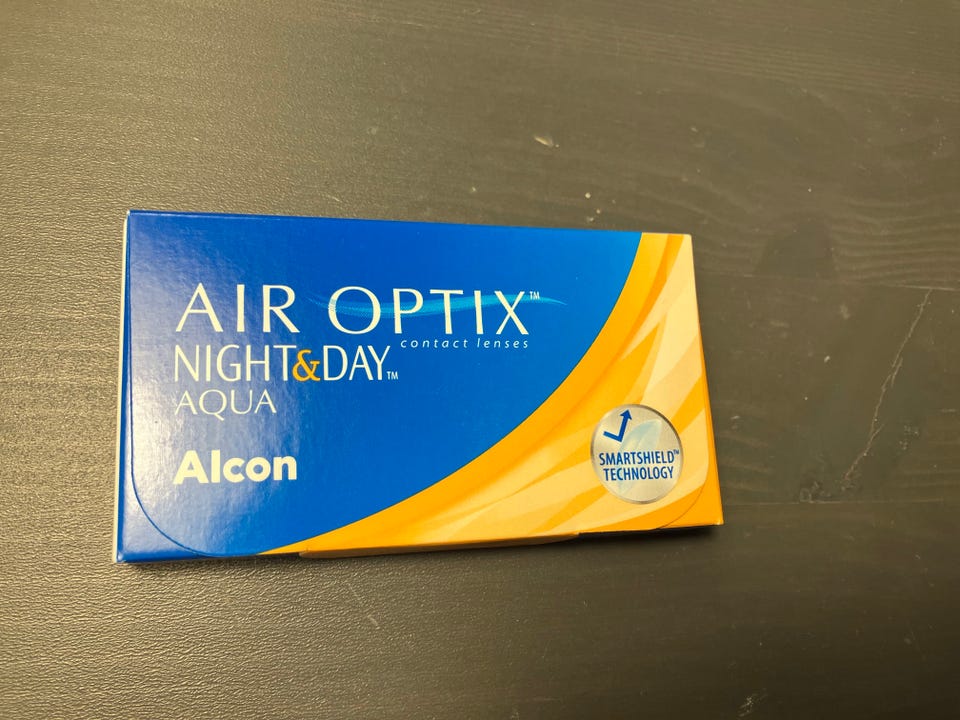 AIR OPTIX™
contact lenses
NIGHT&DAY™
AQUA
Alcon
SMARTSHIELD™
TECHNOLOGY